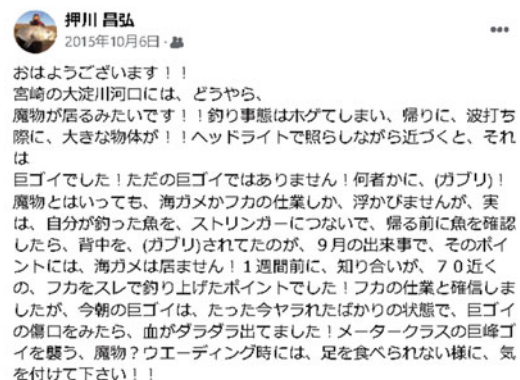 押川 昌弘
2015年10月6日・
おはようございます！！
宮崎の大淀川河口には、どうやら、
魔物が居るみたいです！！釣り事態はホゲてしまい、帰りに、波打ち
際に、大きな物体が！！ヘッドライトで照らしながら近づくと、それ
は
巨ゴイでした！ただの巨ゴイではありません！何者かに、(ガブリ)！
魔物とはいっても、海ガメかフカの仕業しか、浮かびませんが、実
は、自分が釣った魚を、ストリンガーにつないで、帰る前に魚を確認
したら、背中を、(ガブリ)されてたのが、９月の出来事で、そのポイ
ントには、海ガメは居ません！１週間前に、知り合いが、７０近く
の、フカをスレで釣り上げたポイントでした！フカの仕業と確信しま
したが、今朝の巨ゴイは、たった今ヤラれたばかりの状態で、巨ゴイ
の傷口をみたら、血がダラダラ出てました！メータークラスの巨峰ゴ
イを襲う、魔物？ウエーディング時には、足を食べられない様に、気
を付けて下さい！！